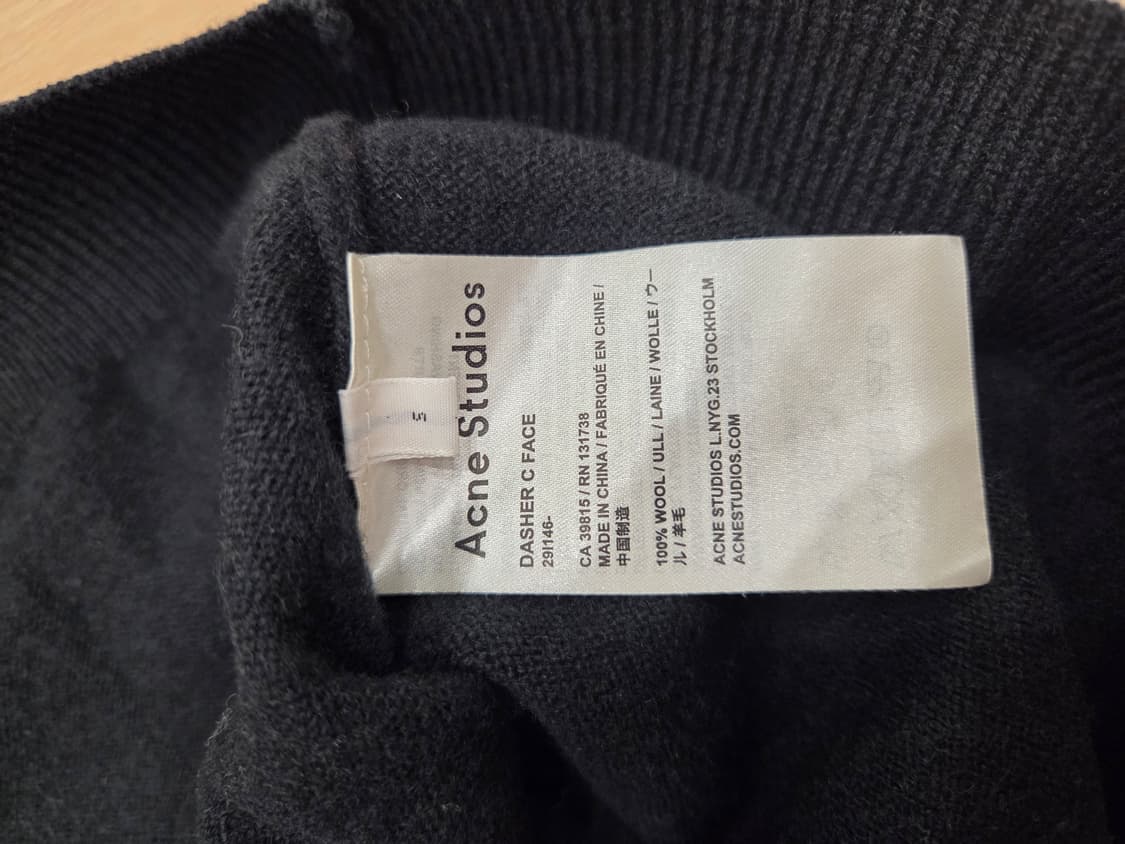 Acne Studios
S
DASHER C FACE
29I146-
CA 39815 / RN 131738
MADE IN CHINA / FABRIQUÉ EN CHINE /
中国制造
100% WOOL / ULL / LAINE / WOLLE / ウー
ル / 羊毛
ACNE STUDIOS L.NYG.23 STOCKHOLM
ACNESTUDIOS.COM